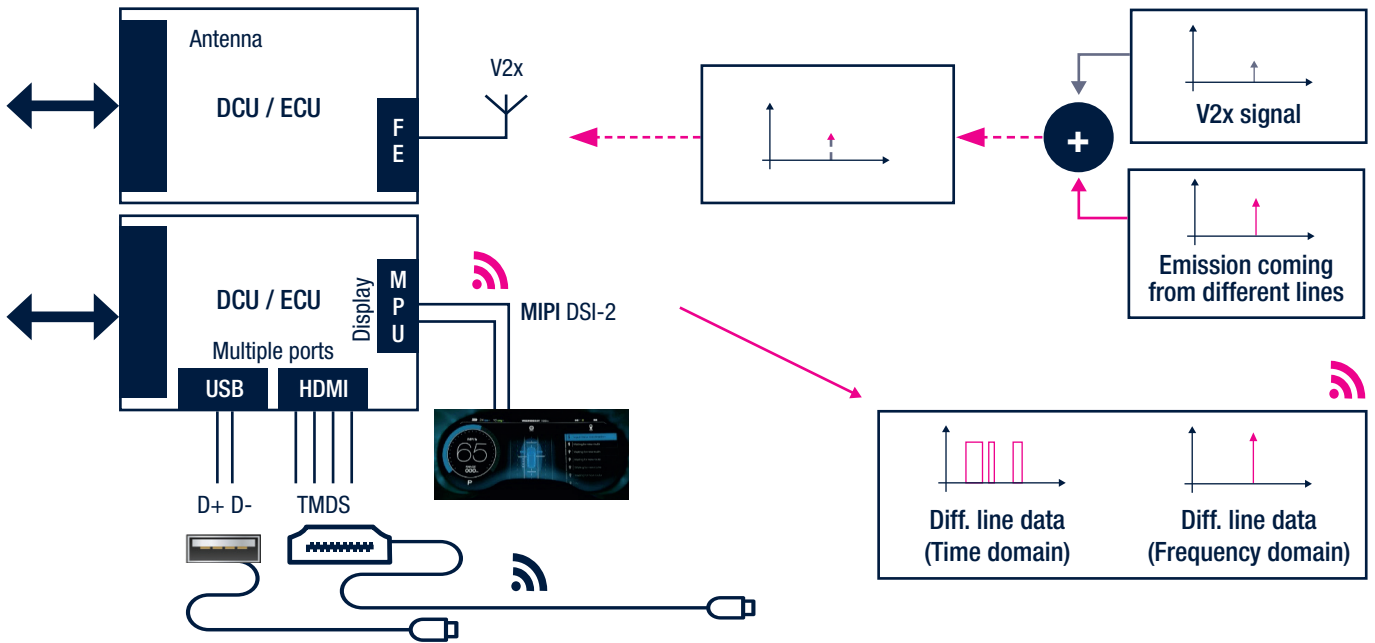 Antenna
DCU / ECU
F
E
V2x
+
V2x signal
Emission coming
from different lines
DCU / ECU
Display
M
P
U
MIPI DSI-2
Multiple ports
USB
HDMI
65
000
P
D+ D-
TMDS
Diff. line data
(Time domain)
Diff. line data
(Frequency domain)